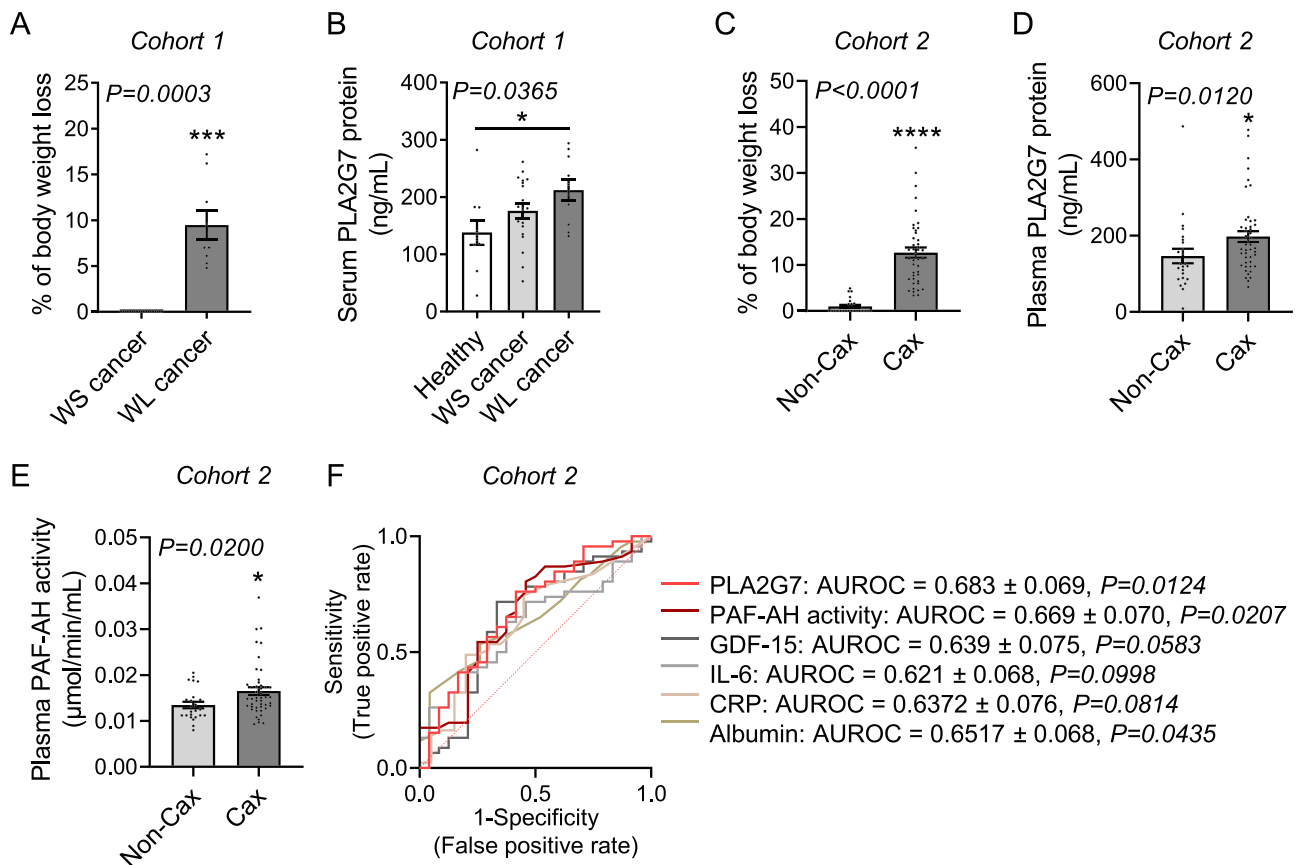 A
Cohort 1
P=0.0003
***
% of body weight loss
25
20
15
10
5
0
WS cancer
WL cancer
B
Cohort 1
P=0.0365
*
Serum PLA2G7 protein
(ng/mL)
400
300
200
100
0
Healthy
WS cancer
WL cancer
C
Cohort 2
P<0.0001
****
% of body weight loss
50
40
30
20
10
0
Non-Cax
Cax
D
Cohort 2
P=0.0120
*
Plasma PLA2G7 protein
(ng/mL)
600
400
200
0
Non-Cax
Cax
E
Cohort 2
P=0.0200
*
Plasma PAF-AH activity
(µmol/min/mL)
0.05
0.04
0.03
0.02
0.01
0.00
Non-Cax
Cax
F
Cohort 2
Sensitivity
(True positive rate)
1.0
0.5
0.0
0.0
0.5
1.0
1-Specificity
(False positive rate)
PLA2G7: AUROC = 0.683 ± 0.069, P=0.0124
PAF-AH activity: AUROC = 0.669 ± 0.070, P=0.0207
GDF-15: AUROC = 0.639 ± 0.075, P=0.0583
IL-6: AUROC = 0.621 ± 0.068, P=0.0998
CRP: AUROC = 0.6372 ± 0.076, P=0.0814
Albumin: AUROC = 0.6517 ± 0.068, P=0.0435